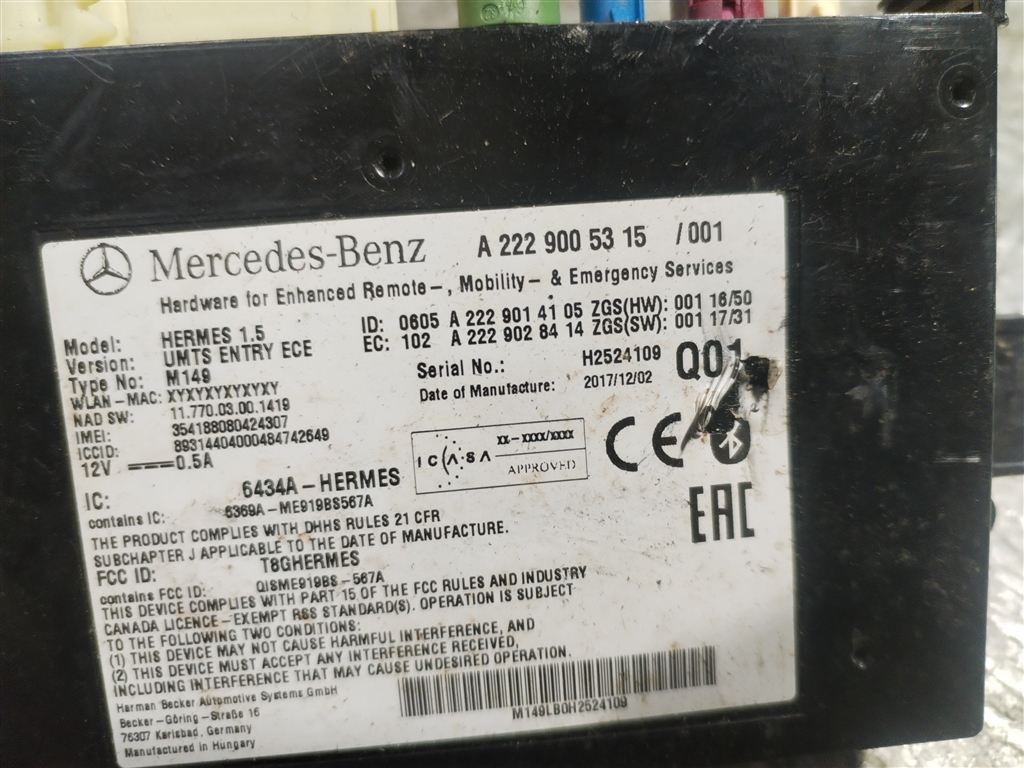 Mercedes-Benz A 222 900 53 15 /001
Hardware for Enhanced Remote-, Mobility- & Emergency Services
Model: HERMES 1.5
Version: UMTS ENTRY ECE
Type No: M149
WLAN-MAC: XYXYXYXYXYXY
NAD SW: 11.770.03.00.1419
IMEI: 354188080424307
ICCID: 89314404000484742649
12V 0.5A
ID: 0605 A 222 901 41 05 ZGS(HW): 001 16/50
EC: 102 A 222 902 84 14 ZGS(SW): 001 17/31
Serial No.: H2524109
Date of Manufacture: 2017/12/02
Q01
ICASA
XX-XXXX/XXXX
APPROVED
CE
EAC
IC: 6434A-HERMES
contains IC: 6369A-ME919BS567A
THE PRODUCT COMPLIES WITH DHHS RULES 21 CFR
SUBCHAPTER J APPLICABLE TO THE DATE OF MANUFACTURE.
FCC ID: T8GHERMES
contains FCC ID: QISME919BS-567A
THIS DEVICE COMPLIES WITH PART 15 OF THE FCC RULES AND INDUSTRY
CANADA LICENCE-EXEMPT RSS STANDARD(S). OPERATION IS SUBJECT
TO THE FOLLOWING TWO CONDITIONS:
(1) THIS DEVICE MAY NOT CAUSE HARMFUL INTERFERENCE, AND
(2) THIS DEVICE MUST ACCEPT ANY INTERFERENCE RECEIVED,
INCLUDING INTERFERENCE THAT MAY CAUSE UNDESIRED OPERATION.
Harman Becker Automotive Systems GmbH
Becker-Göring-Straße 16
76307 Karlsbad, Germany
Manufactured in Hungary
M149LB0H2524109